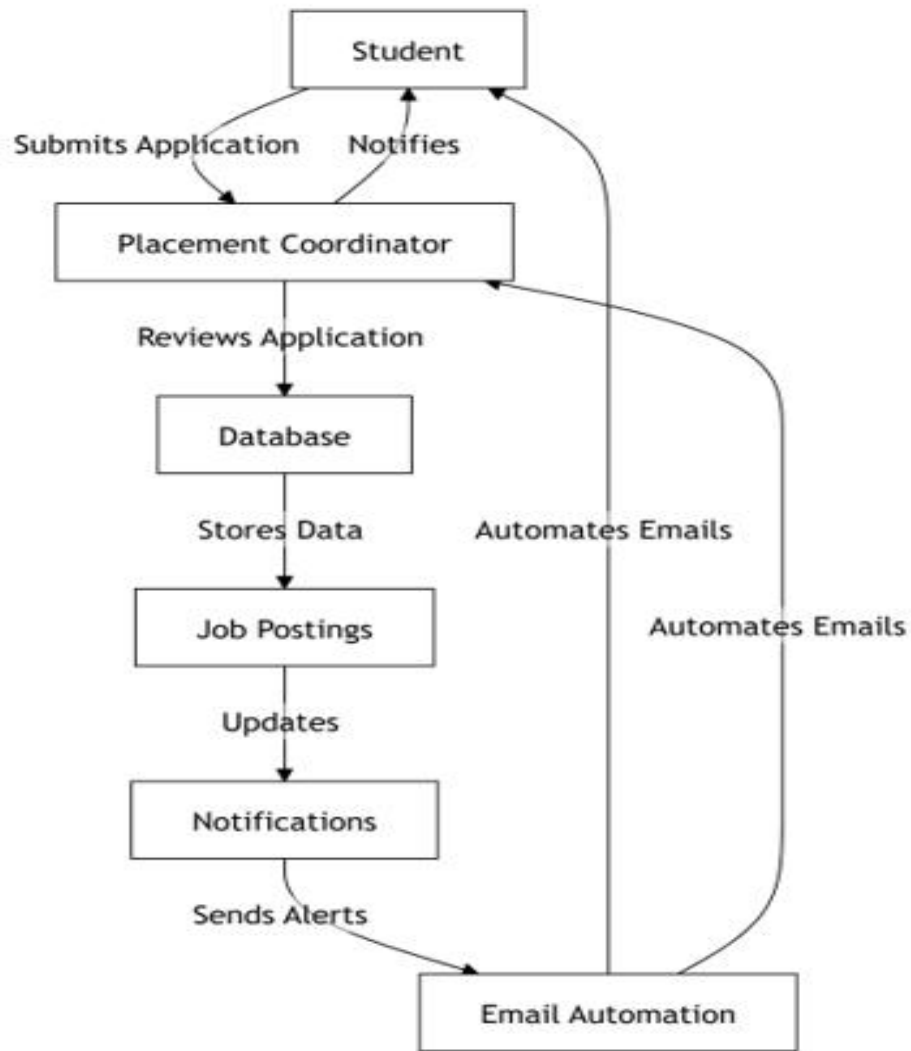 Student
Submits Application
Notifies
Placement Coordinator
Reviews Application
Database
Stores Data
Automates Emails
Job Postings
Automates Emails
Updates
Notifications
Sends Alerts
Email Automation